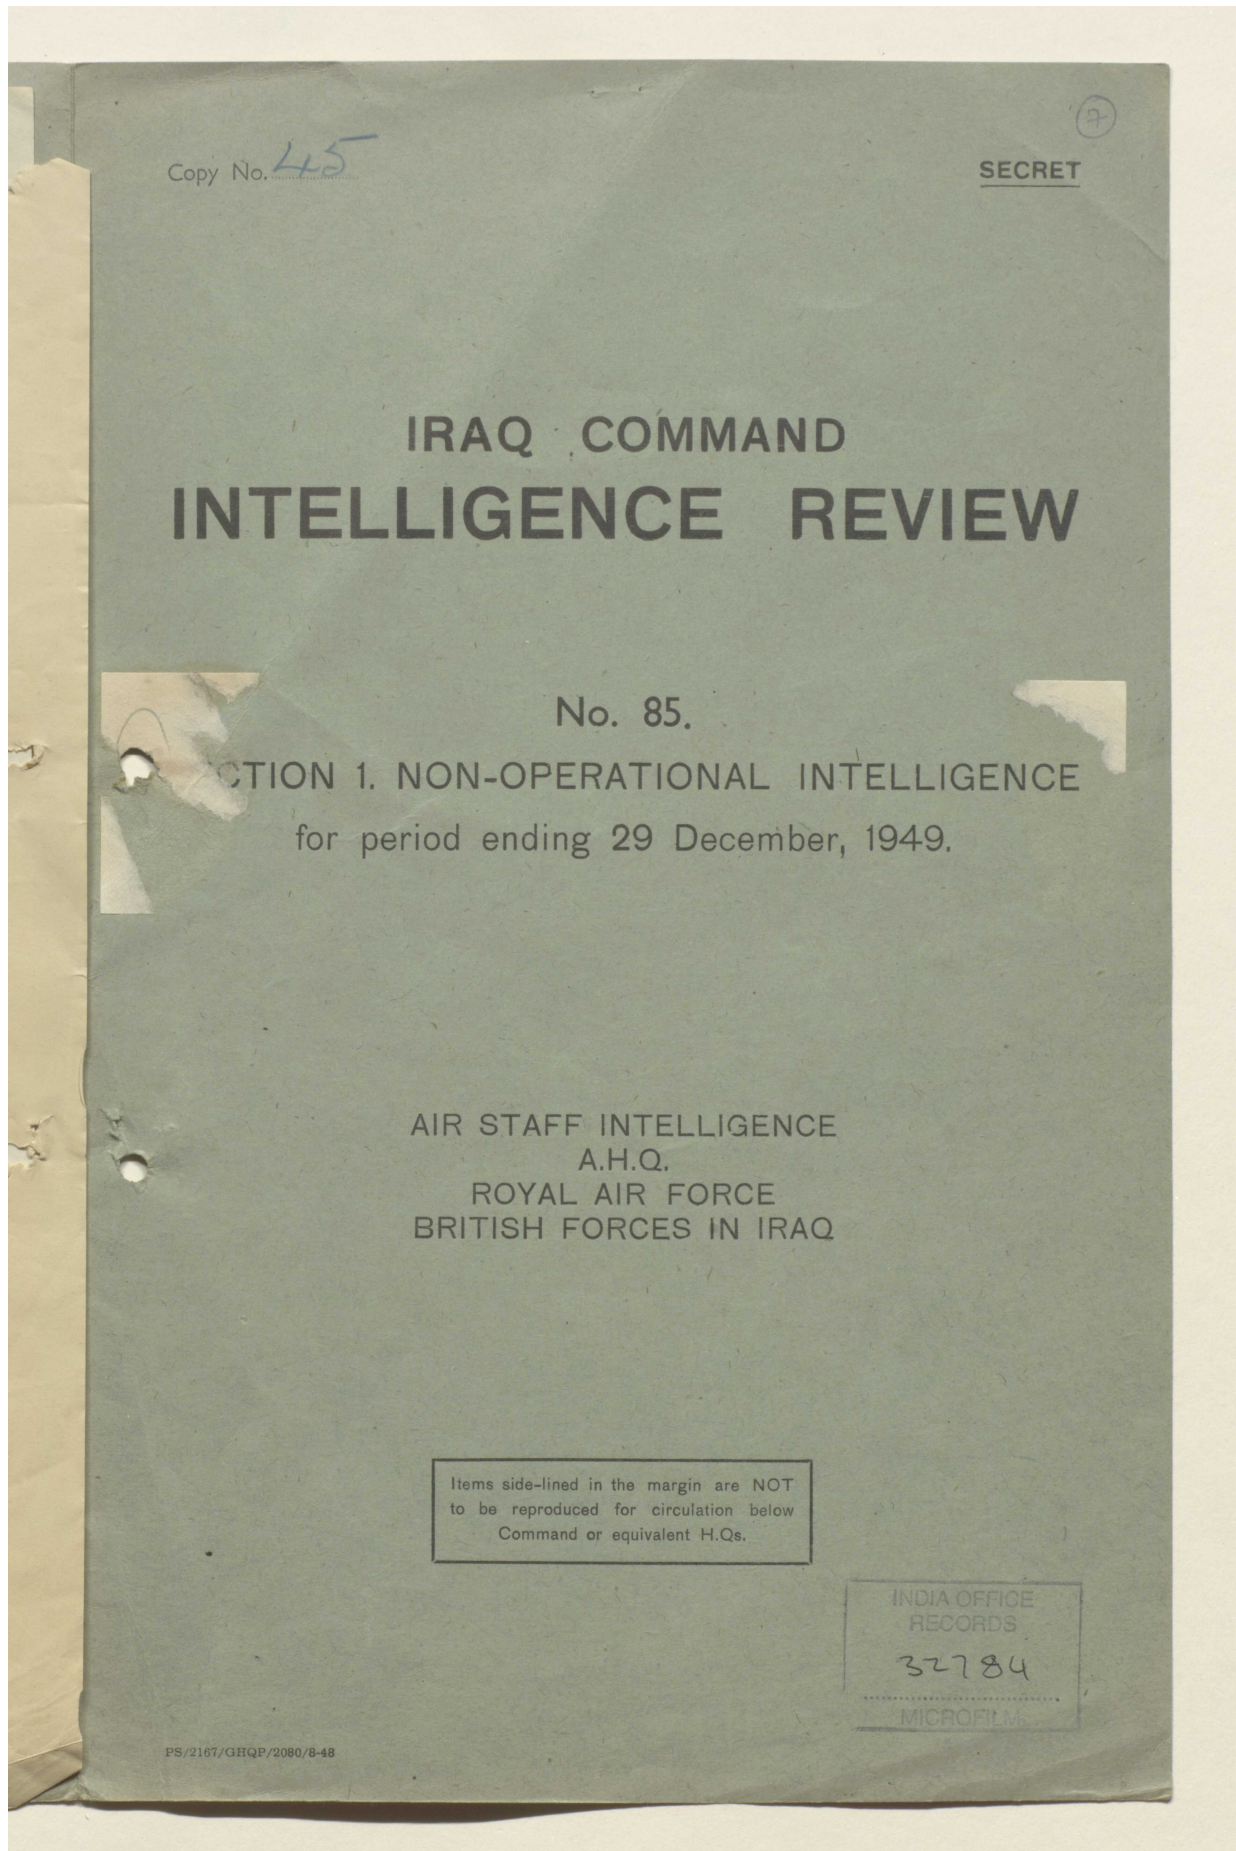 7
Copy No. 45
SECRET
IRAQ COMMAND
INTELLIGENCE REVIEW
No. 85.
CTION 1. NON-OPERATIONAL INTELLIGENCE
for period ending 29 December, 1949.
AIR STAFF INTELLIGENCE
A.H.Q.
ROYAL AIR FORCE
BRITISH FORCES IN IRAQ
Items side-lined in the margin are NOT
to be reproduced for circulation below
Command or equivalent H.Qs.
INDIA OFFICE
RECORDS
32784
MICROFILM
PS/2167/GHQP/2080/8-48